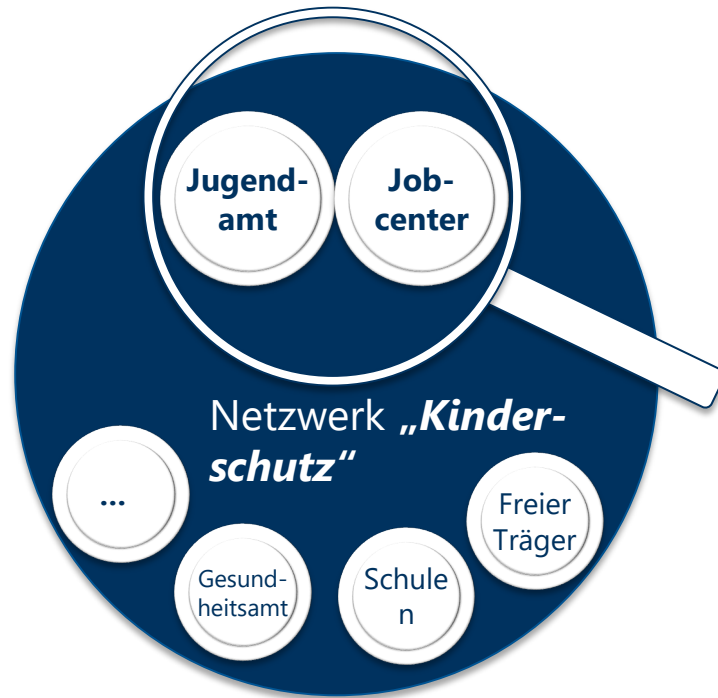 Jugend-
amt
Job-
center
Netzwerk „Kinder-
schutz“
...
Gesund-
heitsamt
Schule
n
Freier
Träger